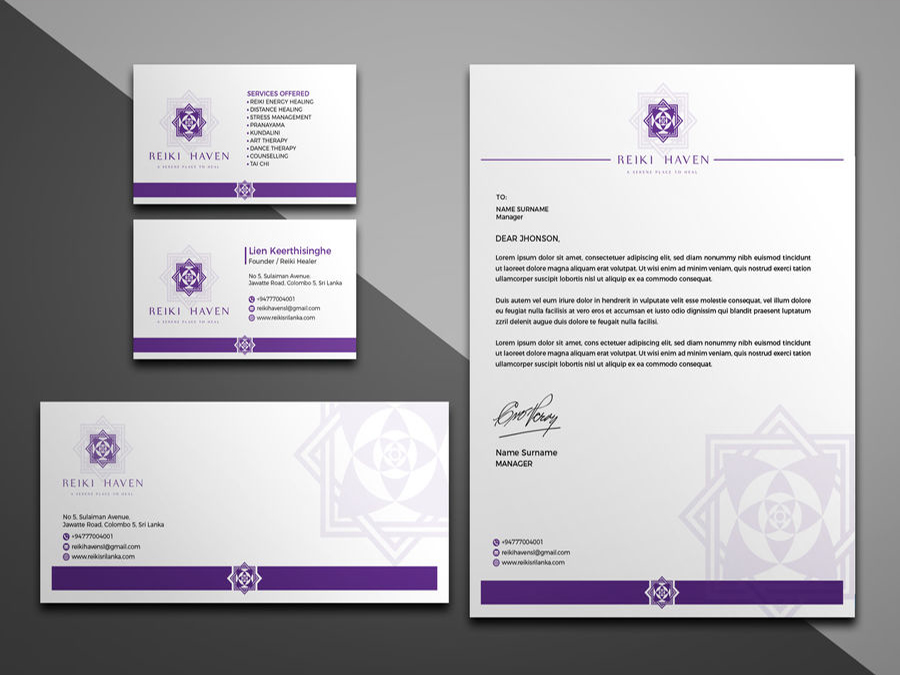 REIKI HAVEN
A SERENE PLACE TO HEAL
SERVICES OFFERED
• REIKI ENERGY HEALING
• DISTANCE HEALING
• STRESS MANAGEMENT
• PRANAYAMA
• KUNDALINI
• ART THERAPY
• DANCE THERAPY
• COUNSELLING
• TAI CHI
REIKI HAVEN
A SERENE PLACE TO HEAL
Lien Keerthisinghe
Founder / Reiki Healer
No 5, Sulaiman Avenue,
Jawatte Road, Colombo 5, Sri Lanka
+94777004001
reikihavensl@gmail.com
www.reikisrilanka.com
REIKI HAVEN
A SERENE PLACE TO HEAL
No 5, Sulaiman Avenue,
Jawatte Road, Colombo 5, Sri Lanka
+94777004001
reikihavensl@gmail.com
www.reikisrilanka.com
REIKI HAVEN
A SERENE PLACE TO HEAL
TO:
NAME SURNAME
Manager
DEAR JHONSON,
Lorem ipsum dolor sit amet, consectetuer adipiscing elit, sed diam nonummy nibh euismod tincidunt
ut laoreet dolore magna aliquam erat volutpat. Ut wisi enim ad minim veniam, quis nostrud exerci tation
ullamcorper suscipit lobortis nisl ut aliquip ex ea commodo consequat.
Duis autem vel eum iriure dolor in hendrerit in vulputate velit esse molestie consequat, vel illum dolore
eu feugiat nulla facilisis at vero eros et accumsan et iusto odio dignissim qui blandit praesent luptatum
zzril delenit augue duis dolore te feugait nulla facilisi.
Lorem ipsum dolor sit amet, cons ectetuer adipiscing elit, sed diam nonummy nibh euismod tincidunt
ut laoreet dolore magna aliquam erat volutpat. Ut wisi enim ad minim veniam, quis nostrud exerci tation
ullamcorper suscipit lobortis nisl ut aliquip ex ea commodo consequat.
Name Surname
MANAGER
+94777004001
reikihavensl@gmail.com
www.reikisrilanka.com